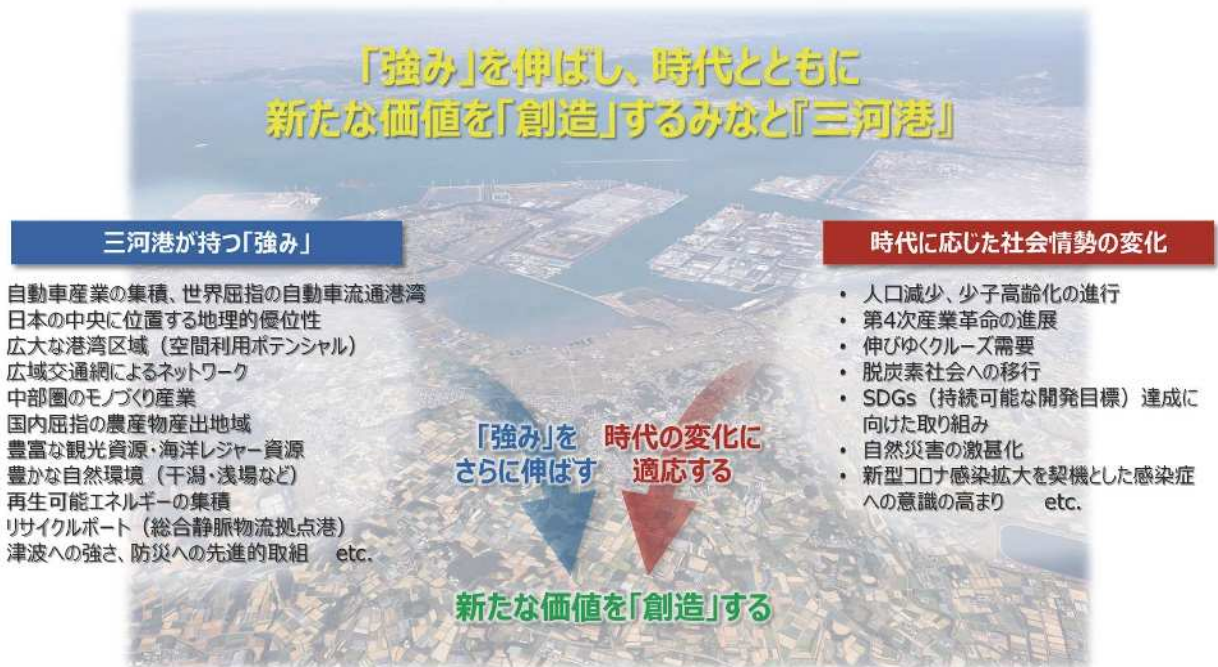 「強み」を伸ばし、時代とともに
新たな価値を「創造」するみなと『三河港』
三河港が持つ「強み」
自動車産業の集積、世界屈指の自動車流通港湾
日本の中央に位置する地理的優位性
広大な港湾区域（空間利用ポテンシャル）
広域交通網によるネットワーク
中部圏のモノづくり産業
国内屈指の農産物産出地域
豊富な観光資源・海洋レジャー資源
豊かな自然環境（干潟・浅場など）
再生可能エネルギーの集積
リサイクルポート（総合静脈物流拠点港）
津波への強さ、防災への先進的取組 etc.
時代に応じた社会情勢の変化
• 人口減少、少子高齢化の進行
• 第4次産業革命の進展
• 伸びゆくクルーズ需要
• 脱炭素社会への移行
• SDGs（持続可能な開発目標）達成に
向けた取り組み
• 自然災害の激甚化
• 新型コロナ感染拡大を契機とした感染症
への意識の高まり etc.
「強み」を
さらに伸ばす
時代の変化に
適応する
新たな価値を「創造」する